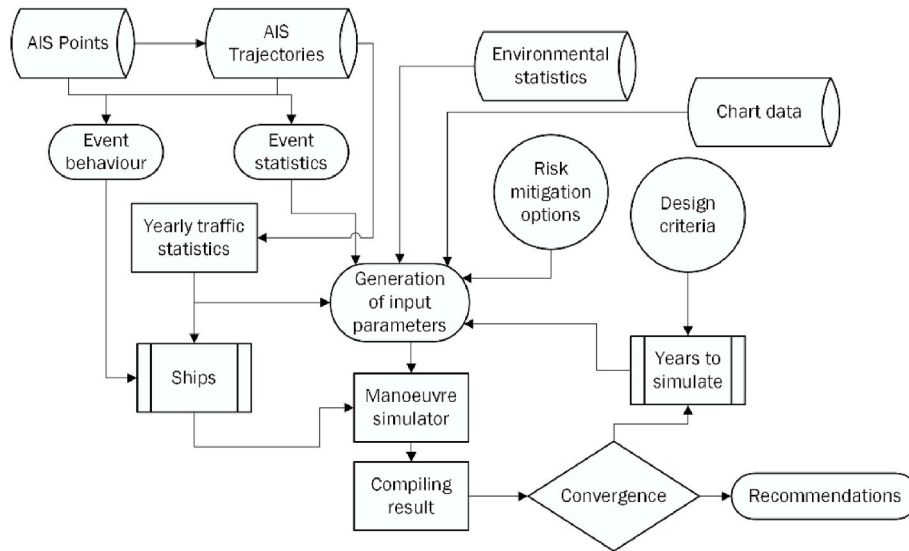 AIS Points
AIS
Trajectories
Environmental
statistics
Chart data
Event
behaviour
Event
statistics
Risk
mitigation
options
Design
criteria
Yearly traffic
statistics
Generation
of input
parameters
Ships
Manoeuvre
simulator
Years to
simulate
Compiling
result
Convergence
Recommendations